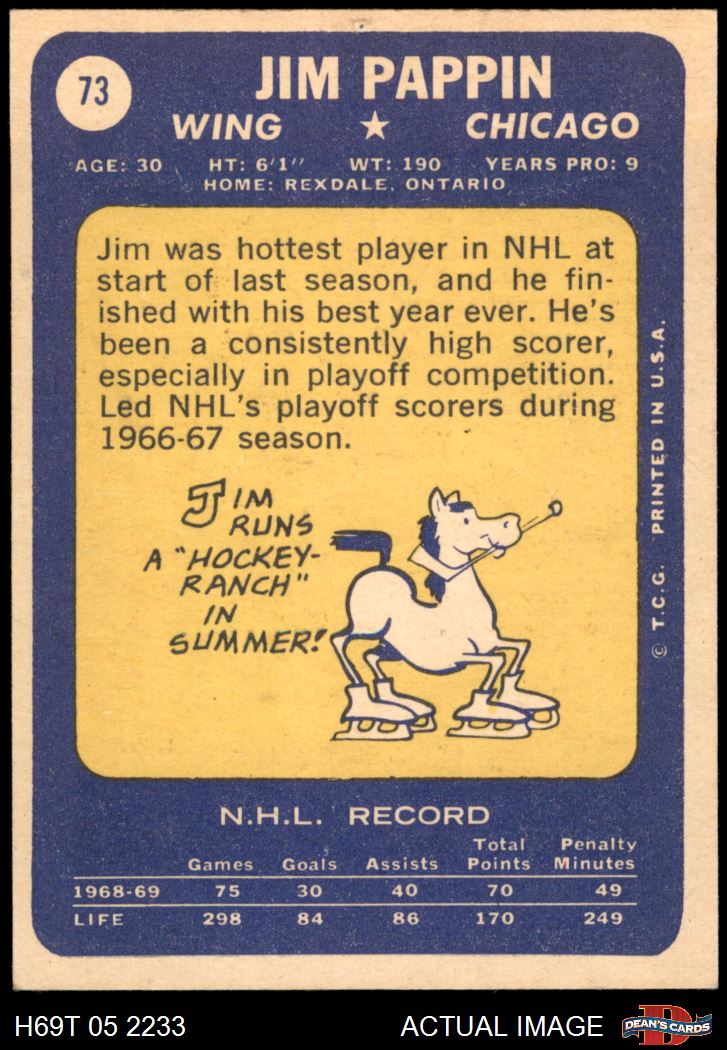 73
JIM PAPPIN
WING ★ CHICAGO
AGE: 30 HT: 6'1'' WT: 190 YEARS PRO: 9
HOME: REXDALE, ONTARIO
Jim was hottest player in NHL at
start of last season, and he fin-
ished with his best year ever. He's
been a consistently high scorer,
especially in playoff competition.
Led NHL's playoff scorers during
1966-67 season.
JIM
RUNS
A "HOCKEY-
RANCH"
IN
SUMMER!
© T.C.G. PRINTED IN U.S.A.
N.H.L. RECORD
Games Goals Assists Total Points Penalty Minutes
1968-69 75 30 40 70 49
LIFE 298 84 86 170 249
H69T 05 2233 ACTUAL IMAGE D DEAN'S CARDS